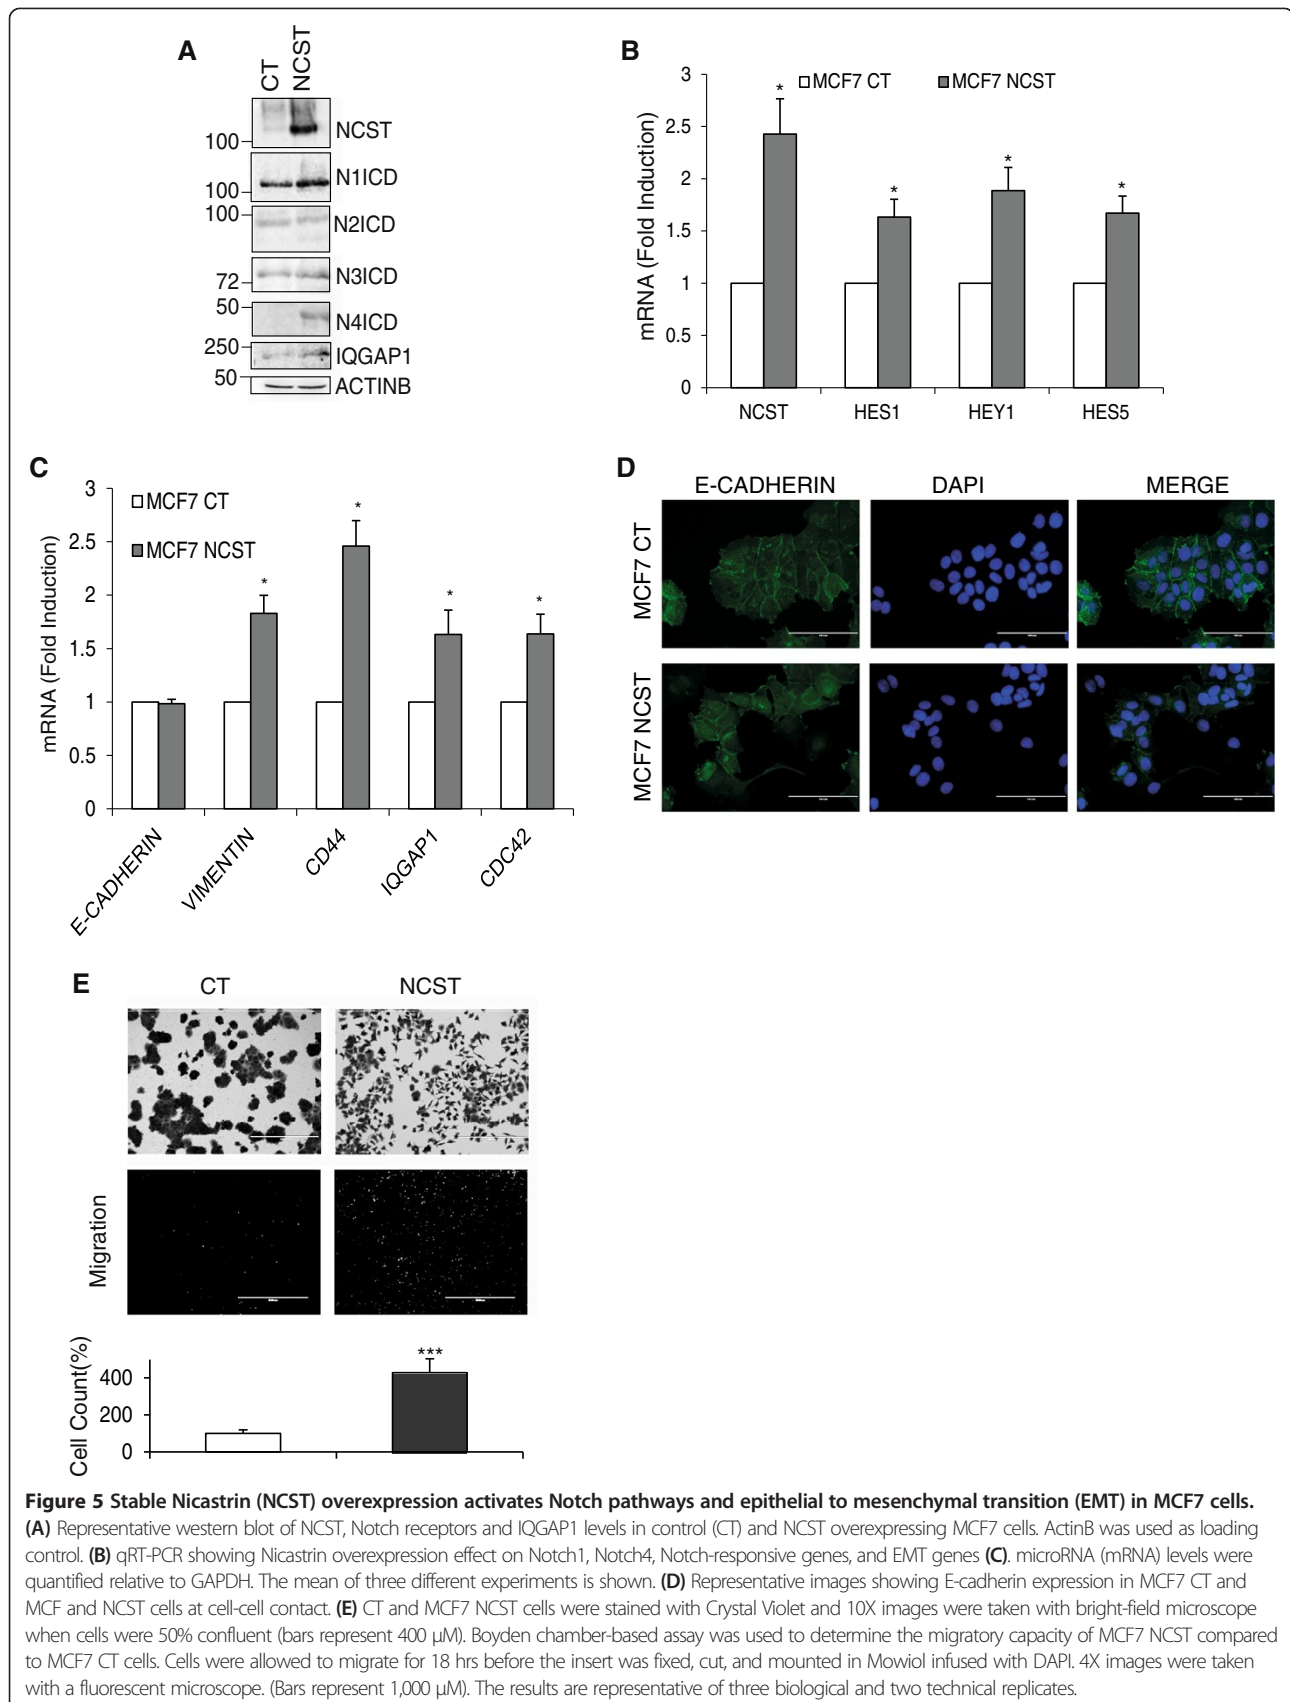 A
CT
NCST
100
NCST
100
N1ICD
100
N2ICD
72
N3ICD
50
N4ICD
250
IQGAP1
50
ACTINB
B
MCF7 CT
MCF7 NCST
mRNA (Fold Induction)
3
2.5
2
1.5
1
0.5
0
*
*
*
*
NCST
HES1
HEY1
HES5
C
MCF7 CT
MCF7 NCST
mRNA (Fold Induction)
3
2.5
2
1.5
1
0.5
0
*
*
*
*
E-CADHERIN
VIMENTIN
CD44
IQGAP1
CDC42
D
E-CADHERIN
DAPI
MERGE
MCF7 CT
MCF7 NCST
E
CT
NCST
Migration
Cell Count(%)
400
200
0
***
Figure 5 Stable Nicastrin (NCST) overexpression activates Notch pathways and epithelial to mesenchymal transition (EMT) in MCF7 cells.
(A) Representative western blot of NCST, Notch receptors and IQGAP1 levels in control (CT) and NCST overexpressing MCF7 cells. ActinB was used as loading
control. (B) qRT-PCR showing Nicastrin overexpression effect on Notch1, Notch4, Notch-responsive genes, and EMT genes (C). microRNA (mRNA) levels were
quantified relative to GAPDH. The mean of three different experiments is shown. (D) Representative images showing E-cadherin expression in MCF7 CT and
MCF and NCST cells at cell-cell contact. (E) CT and MCF7 NCST cells were stained with Crystal Violet and 10X images were taken with bright-field microscope
when cells were 50% confluent (bars represent 400 μM). Boyden chamber-based assay was used to determine the migratory capacity of MCF7 NCST compared
to MCF7 CT cells. Cells were allowed to migrate for 18 hrs before the insert was fixed, cut, and mounted in Mowiol infused with DAPI. 4X images were taken
with a fluorescent microscope. (Bars represent 1,000 μM). The results are representative of three biological and two technical replicates.